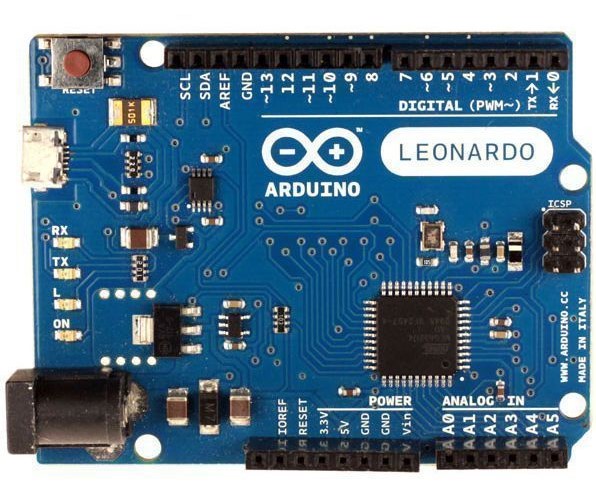 RESET
501K
SCL
SDA
AREF
GND
~13
12
~11
~10
~9
8
7
~6
~5
4
~3
2
TX→1
RX←0
DIGITAL (PWM~)
ARDUINO
™
LEONARDO
ICSP
RX
TX
L
ON
WWW.ARDUINO.CC
MADE IN ITALY
POWER
ANALOG IN
IOREF
RESET
3.3V
5V
GND
GND
Vin
A0
A1
A2
A3
A4
A5